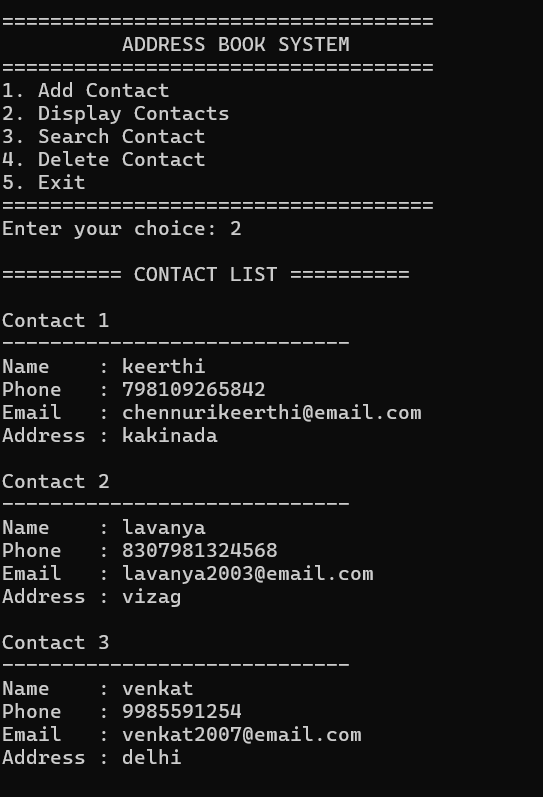 ====================================
ADDRESS BOOK SYSTEM
====================================
1. Add Contact
2. Display Contacts
3. Search Contact
4. Delete Contact
5. Exit
====================================
Enter your choice: 2
========== CONTACT LIST ==========
Contact 1
-----------------------------
Name    : keerthi
Phone   : 798109265842
Email   : chennurikeerthi@email.com
Address : kakinada
Contact 2
-----------------------------
Name    : lavanya
Phone   : 8307981324568
Email   : lavanya2003@email.com
Address : vizag
Contact 3
-----------------------------
Name    : venkat
Phone   : 9985591254
Email   : venkat2007@email.com
Address : delhi